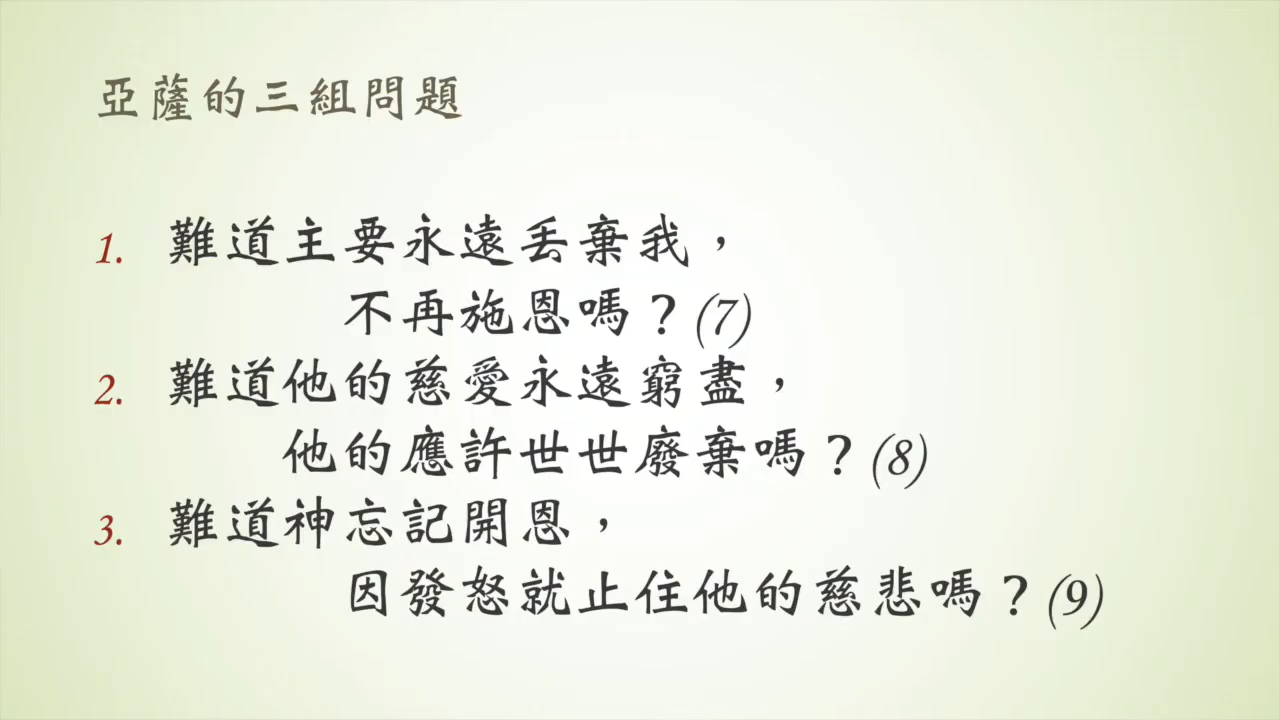 亞薩的三組問題
1. 難道主要永遠丟棄我，
不再施恩嗎？(7)
2. 難道他的慈愛永遠窮盡，
他的應許世世廢棄嗎？(8)
3. 難道神忘記開恩，
因發怒就止住他的慈悲嗎？(9)